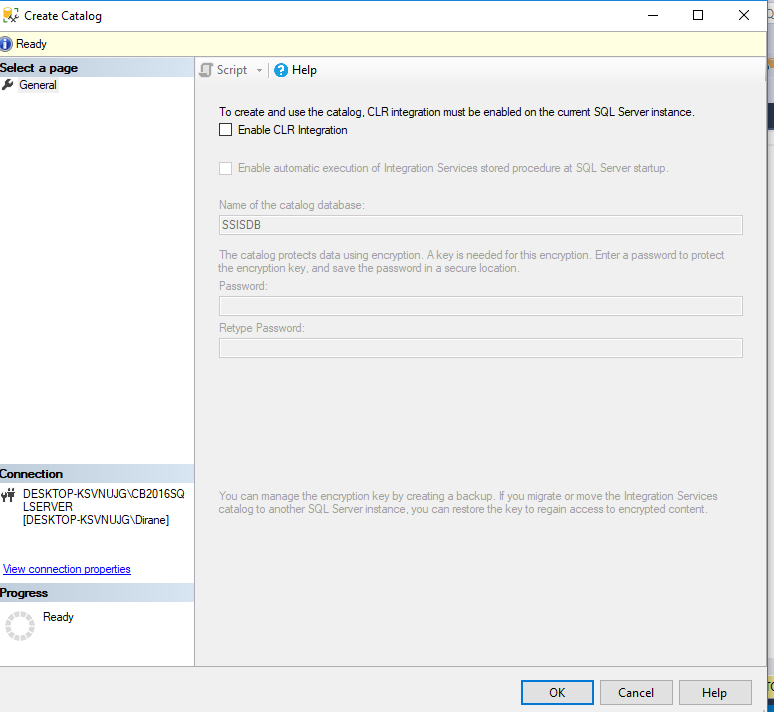 Create Catalog
Ready
Select a page
General
Script
Help
To create and use the catalog, CLR integration must be enabled on the current SQL Server instance.
Enable CLR Integration
Enable automatic execution of Integration Services stored procedure at SQL Server startup.
Name of the catalog database:
SSISDB
The catalog protects data using encryption. A key is needed for this encryption. Enter a password to protect
the encryption key, and save the password in a secure location.
Password:
Retype Password:
Connection
DESKTOP-KSVNUJG\CB2016SQ
LSERVER
[DESKTOP-KSVNUJG\Dirane]
View connection properties
Progress
Ready
You can manage the encryption key by creating a backup. If you migrate or move the Integration Services
catalog to another SQL Server instance, you can restore the key to regain access to encrypted content.
OK
Cancel
Help